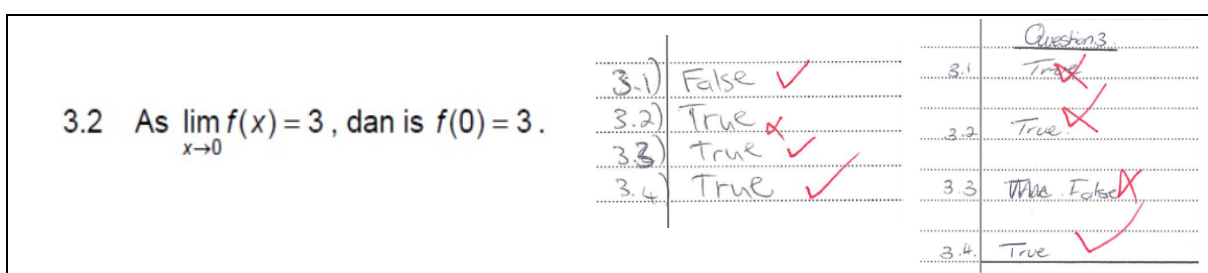 3.2 As lim f(x) = 3 , dan is f(0) = 3 .
x→0
3.1) False
3.2) True
3.3) True
3.4) True
Question 3.
3.1 True
3.2 True.
3.3 False
3.4. True